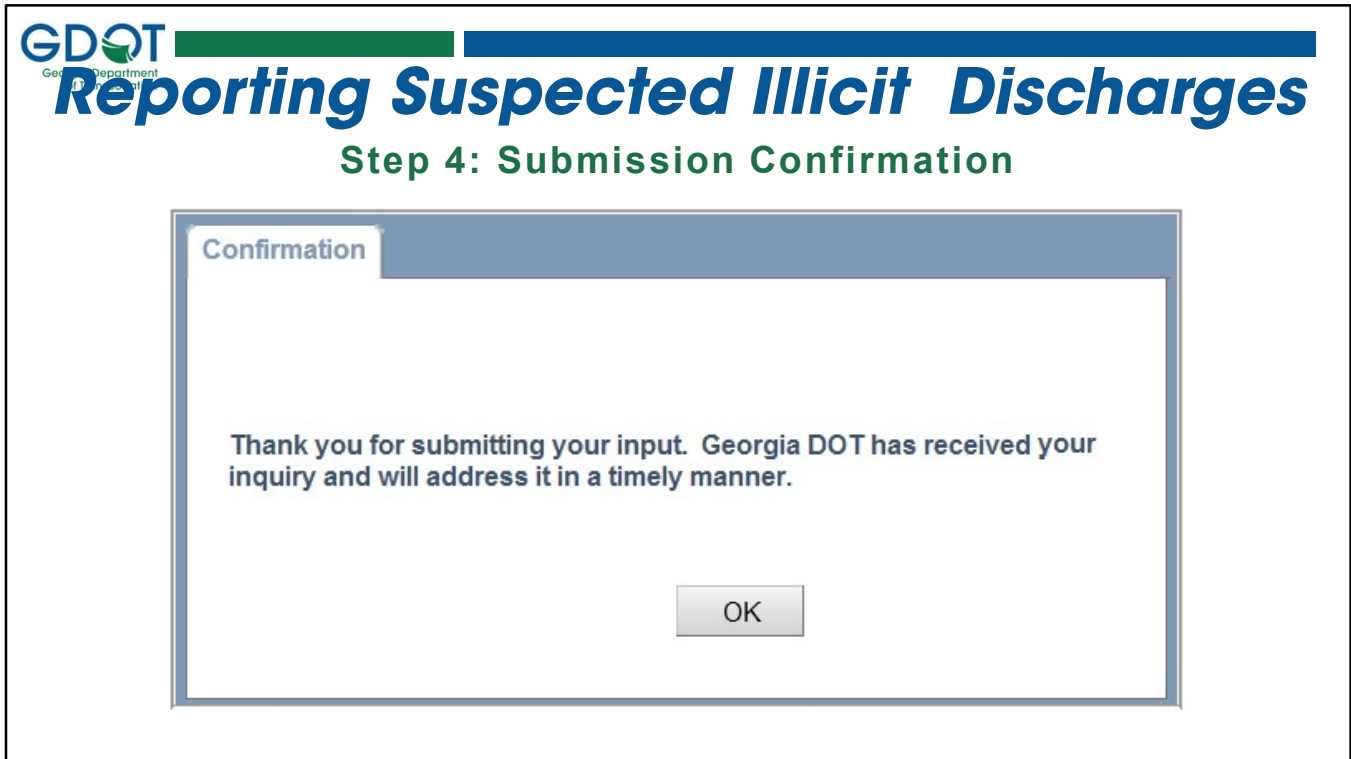 GDOT
Reporting Suspected Illicit Discharges
Step 4: Submission Confirmation
Confirmation
Thank you for submitting your input. Georgia DOT has received your
inquiry and will address it in a timely manner.
OK